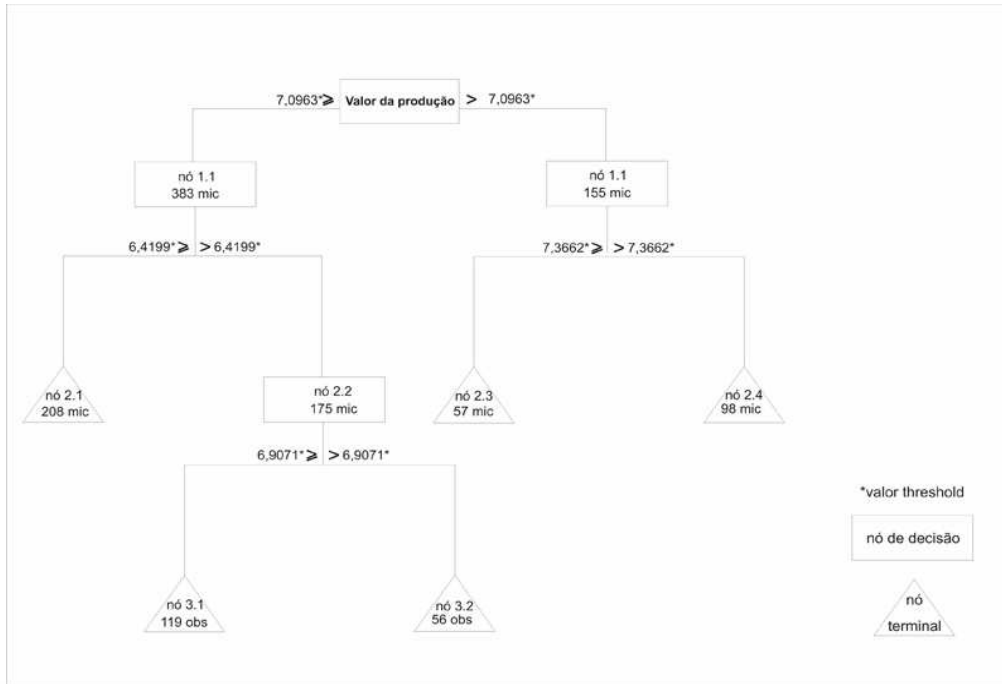 7,0963*⩾ Valor da produção > 7,0963*
nó 1.1
383 mic
nó 1.1
155 mic
6,4199*⩾ >6,4199*
7,3662*⩾ >7,3662*
nó 2.1
208 mic
nó 2.2
175 mic
nó 2.3
57 mic
nó 2.4
98 mic
6,9071*⩾ >6,9071*
*valor threshold
nó de decisão
nó 3.1
119 obs
nó 3.2
56 obs
nó
terminal